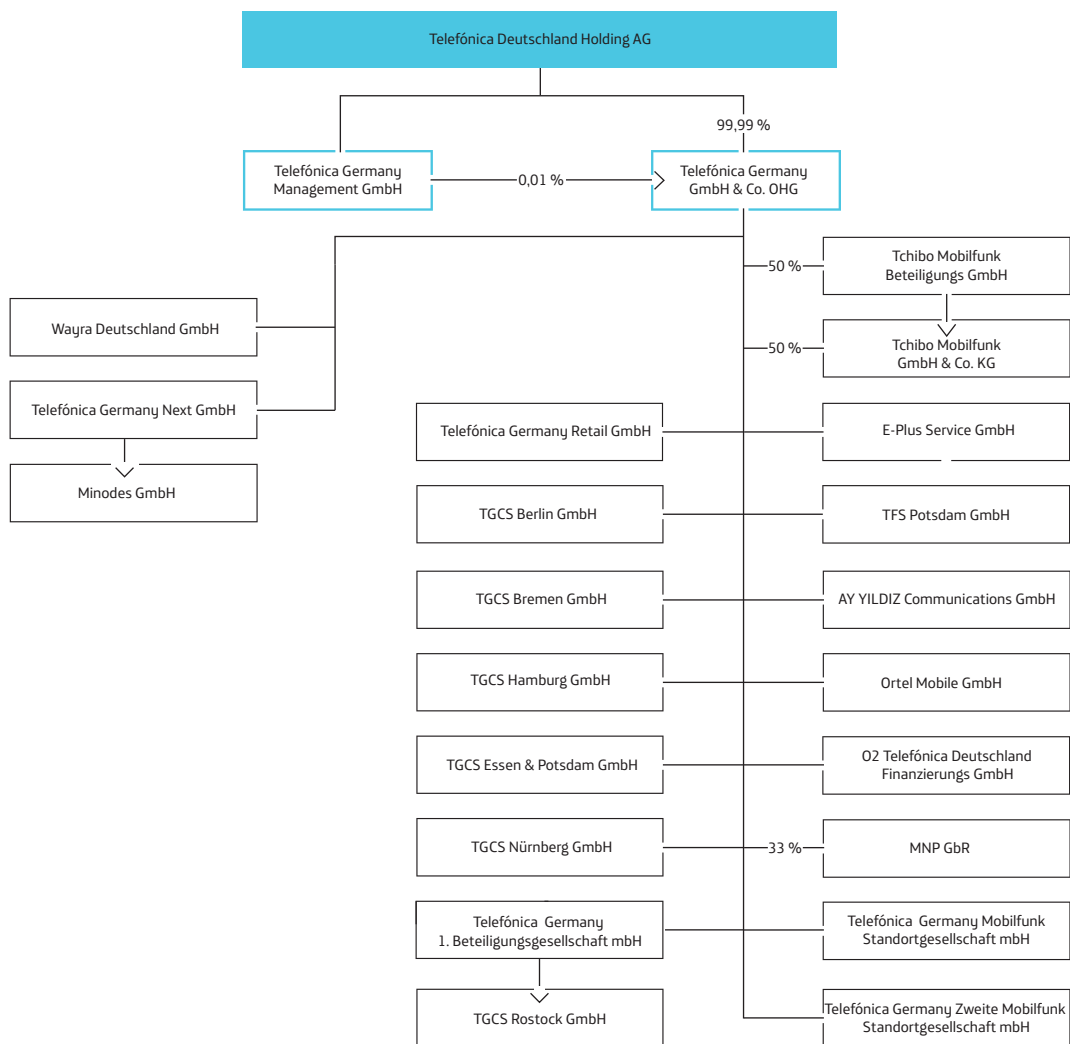 Telefónica Deutschland Holding AG
99,99 %
Telefónica Germany
Management GmbH
0,01 %
Telefónica Germany
GmbH & Co. OHG
50 %
Tchibo Mobilfunk
Beteiligungs GmbH
Wayra Deutschland GmbH
50 %
Tchibo Mobilfunk
GmbH & Co. KG
Telefónica Germany Next GmbH
Telefónica Germany Retail GmbH
E-Plus Service GmbH
Minodes GmbH
TGCS Berlin GmbH
TFS Potsdam GmbH
TGCS Bremen GmbH
AY YILDIZ Communications GmbH
TGCS Hamburg GmbH
Ortel Mobile GmbH
TGCS Essen & Potsdam GmbH
O2 Telefónica Deutschland
Finanzierungs GmbH
TGCS Nürnberg GmbH
33 %
MNP GbR
Telefónica Germany
1. Beteiligungsgesellschaft mbH
Telefónica Germany Mobilfunk
Standortgesellschaft mbH
TGCS Rostock GmbH
Telefónica Germany Zweite Mobilfunk
Standortgesellschaft mbH